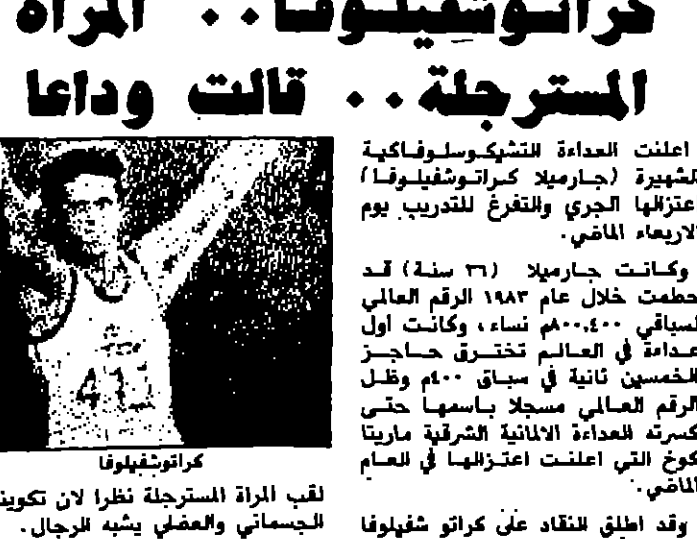 كراتوشفيلوفا.. المرأة
المسترجلة.. قالت وداعا
اعلنت العداءة التشيكوسلوفاكية
الشهيرة (جارميلا كراتوشفيلوفا)
اعتزالها الجري والتفرغ للتدريب يوم
الاربعاء الماضي.
وكانت جارميلا (٣٦ سنة) قد
حطمت خلال عام ١٩٨٣ الرقم العالمي
لسباقي ٨٠٠،٤٠٠م نساء، وكانت اول
عداءة في العالم تخترق حاجز
الخمسين ثانية في سباق ٤٠٠م وظل
الرقم العالمي مسجلا باسمها حتى
كسرته العداءة الالمانية الشرقية ماريتا
كوخ التي اعلنت اعتزالها في العام
الماضي.
وقد اطلق النقاد على كراتو شفيلوفا
لقب المراة المسترجلة نظرا لان تكوينها
الجسماني والعضلي يشبه الرجال.
كراتوشفيلوفا